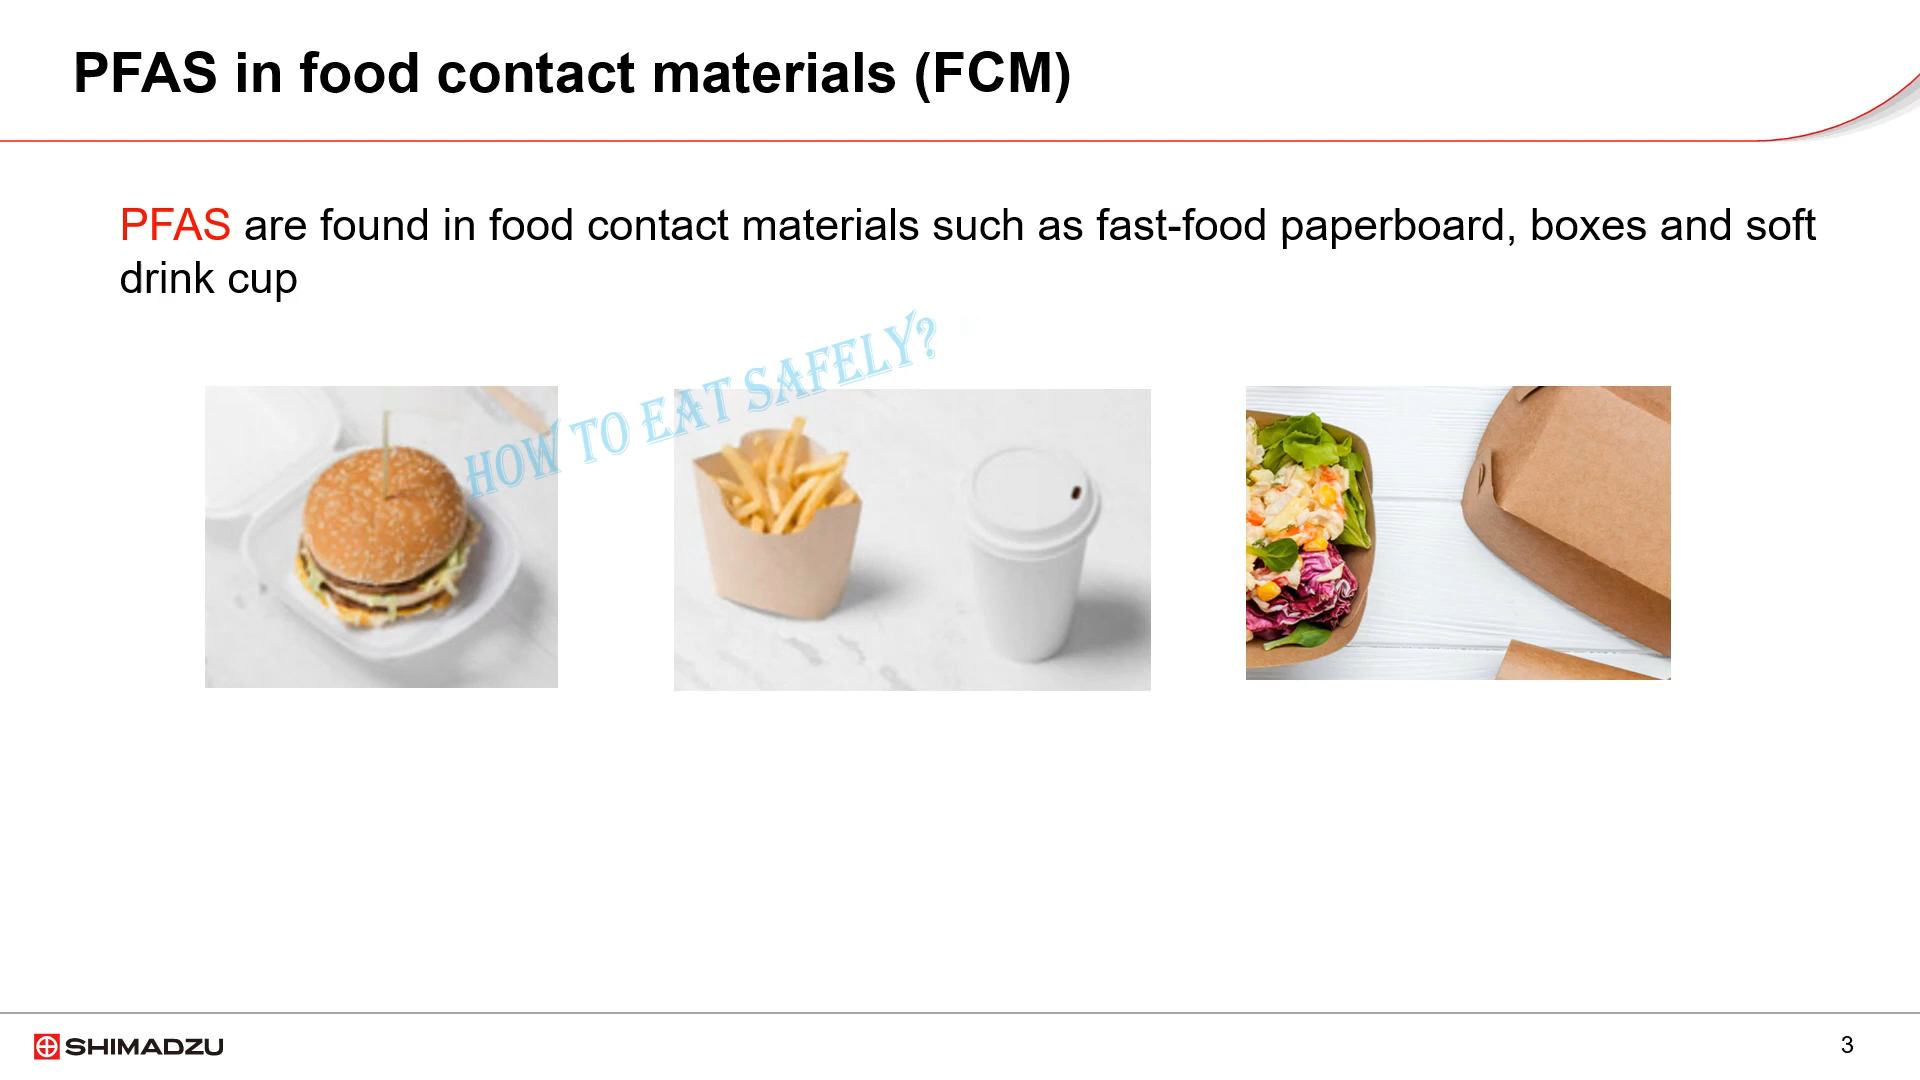 PFAS in food contact materials (FCM)
PFAS are found in food contact materials such as fast-food paperboard, boxes and soft
drink cup
HOW TO EAT SAFELY?
SHIMADZU
3